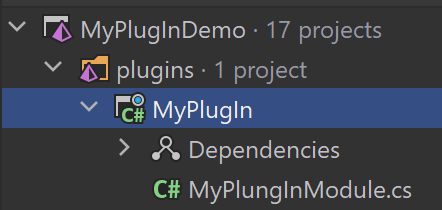 MyPlugInDemo · 17 projects
plugins · 1 project
C# MyPlugIn
Dependencies
C# MyPlungInModule.cs